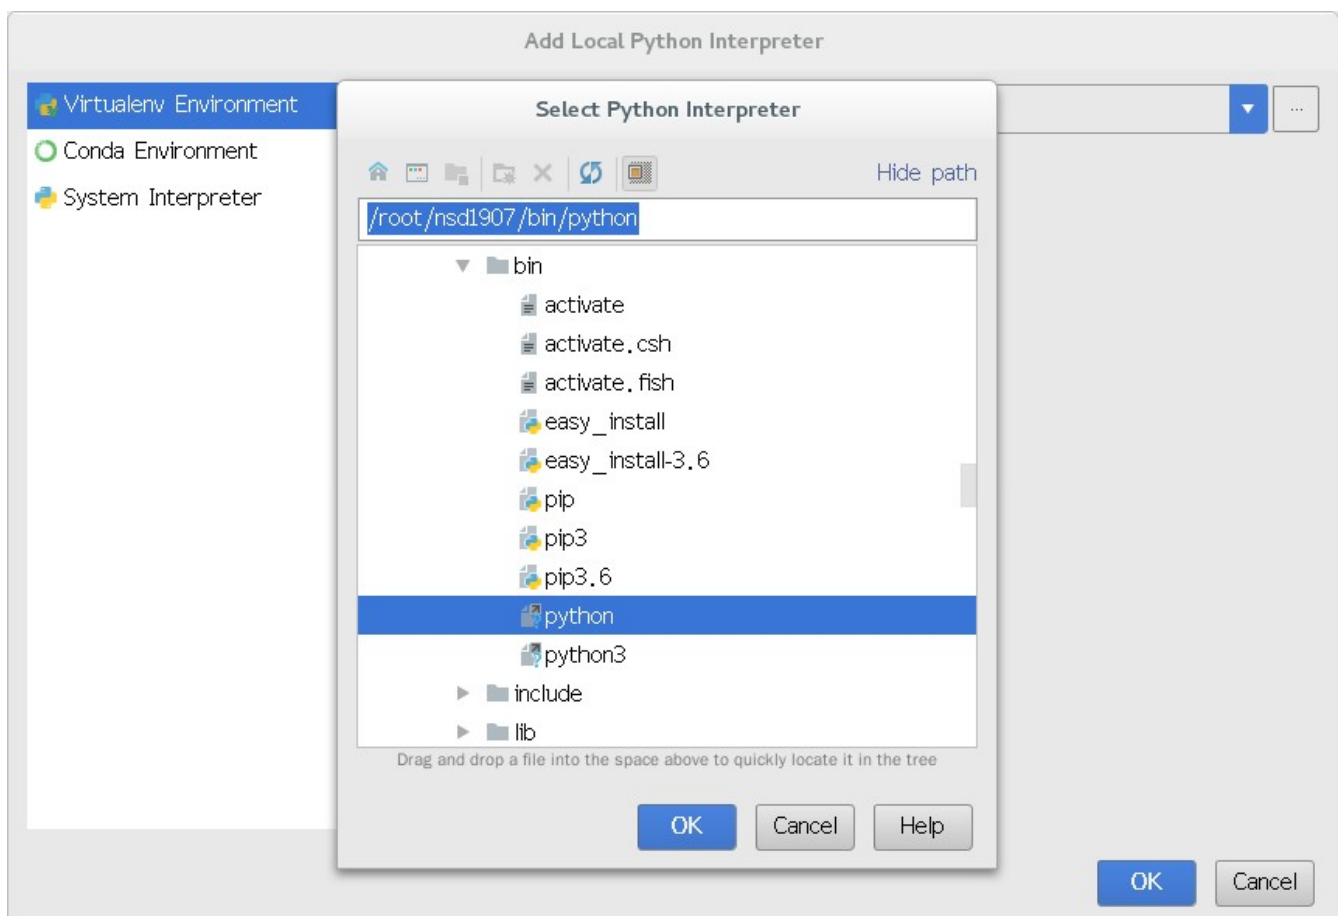 Add Local Python Interpreter
Virtualenv Environment
Conda Environment
System Interpreter
...
Select Python Interpreter
Hide path
/root/nsd1907/bin/python
bin
activate
activate.csh
activate.fish
easy_install
easy_install-3.6
pip
pip3
pip3.6
python
python3
include
lib
Drag and drop a file into the space above to quickly locate it in the tree
OK
Cancel
Help
OK
Cancel